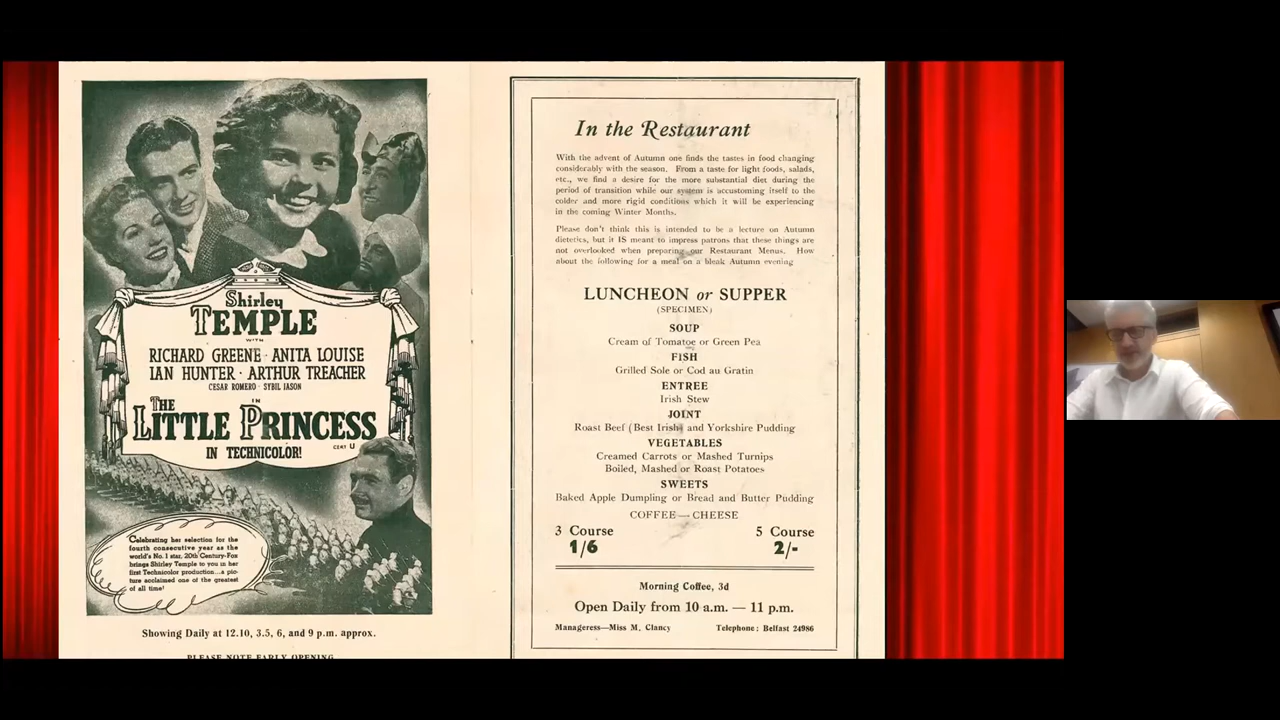 Shirley
TEMPLE
WITH
RICHARD GREENE · ANITA LOUISE
IAN HUNTER · ARTHUR TREACHER
CESAR ROMERO · SYBIL JASON
IN
THE
LITTLE PRINCESS
IN TECHNICOLOR!
CERT U
Celebrating her selection for the
fourth consecutive year as the
world's No. 1 star, 20th Century-Fox
brings Shirley Temple to you in her
first Technicolor production...a pic-
ture acclaimed one of the greatest
of all time!
Showing Daily at 12.10, 3.5, 6, and 9 p.m. approx.
PLEASE NOTE EARLY OPENING
In the Restaurant
With the advent of Autumn one finds the tastes in food changing
considerably with the season. From a taste for light foods, salads,
etc., we find a desire for the more substantial diet during the
period of transition while our system is accustoming itself to the
colder and more rigid conditions which it will be experiencing
in the coming Winter Months.
Please don't think this is intended to be a lecture on Autumn
dietetics, but it IS meant to impress patrons that these things are
not overlooked when preparing our Restaurant Menus. How
about the following for a meal on a bleak Autumn evening
LUNCHEON or SUPPER
(SPECIMEN)
SOUP
Cream of Tomatoe or Green Pea
FISH
Grilled Sole or Cod au Gratin
ENTREE
Irish Stew
JOINT
Roast Beef (Best Irish) and Yorkshire Pudding
VEGETABLES
Creamed Carrots or Mashed Turnips
Boiled, Mashed or Roast Potatoes
SWEETS
Baked Apple Dumpling or Bread and Butter Pudding
COFFEE — CHEESE
3 Course 5 Course
1/6 2/-
Morning Coffee, 3d
Open Daily from 10 a.m. — 11 p.m.
Manageress—Miss M. Clancy Telephone: Belfast 24986